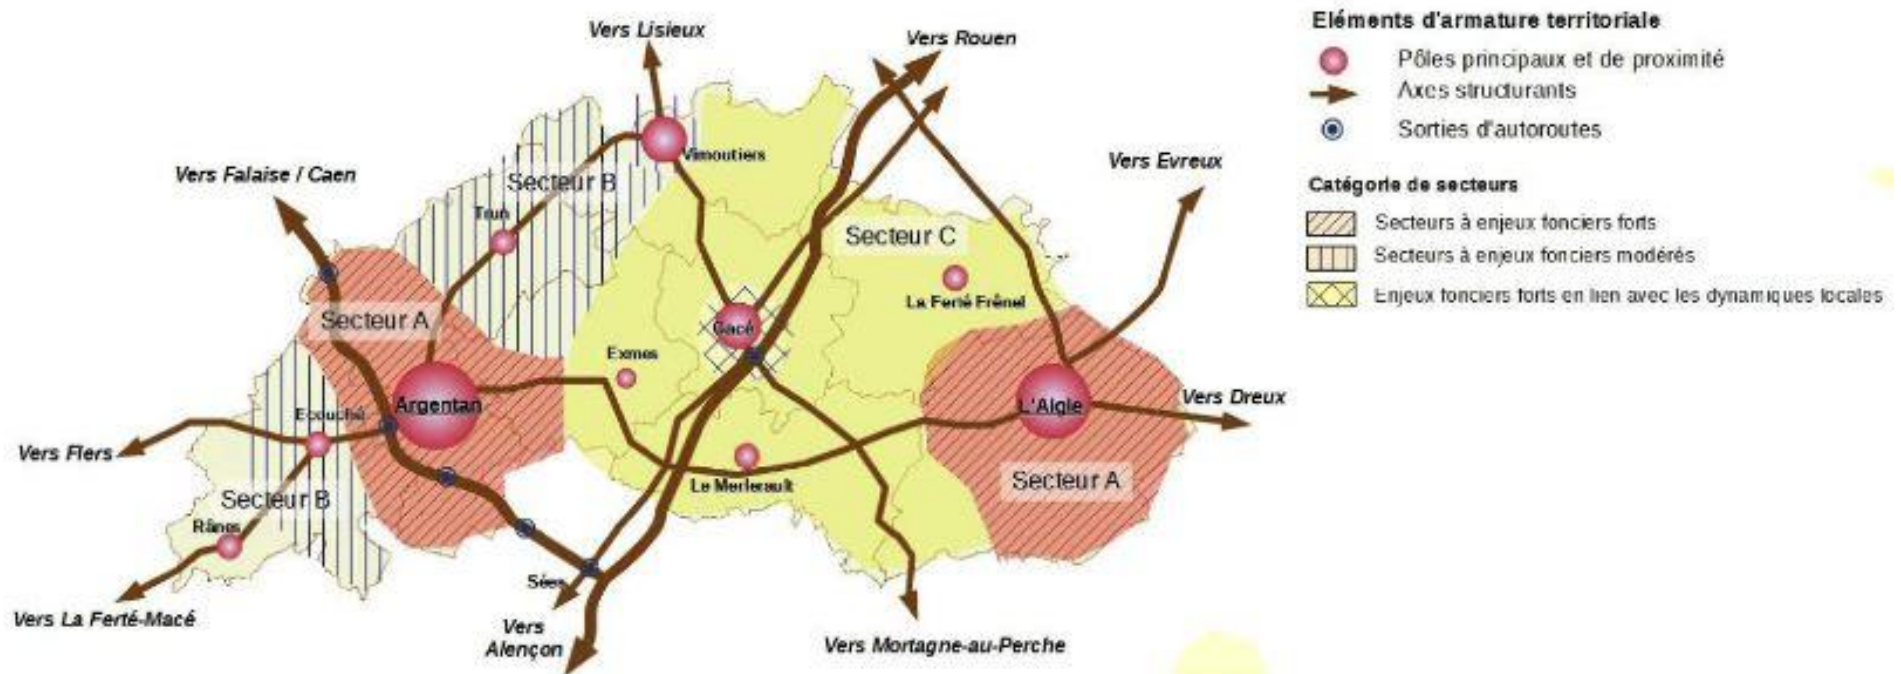 Vers Lisieux
Vers Rouen
Vers Evreux
Vers Falaise / Caen
Vimoutiers
Secteur B
Trun
Secteur C
La Ferté Frênel
Secteur A
Gacé
Exmes
Ecouché
Argentan
L'Aigle
Vers Dreux
Vers Flers
Le Merlerault
Secteur A
Secteur B
Rânes
Sées
Vers La Ferté-Macé
Vers
Alençon
Vers Mortagne-au-Perche
Eléments d'armature territoriale
Pôles principaux et de proximité
Axes structurants
Sorties d'autoroutes
Catégorie de secteurs
Secteurs à enjeux fonciers forts
Secteurs à enjeux fonciers modérés
Enjeux fonciers forts en lien avec les dynamiques locales